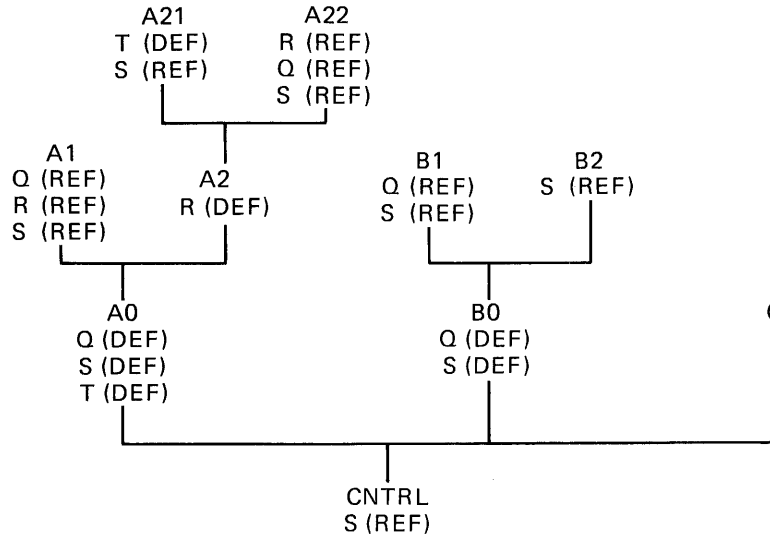 A21
T (DEF)
S (REF)
A22
R (REF)
Q (REF)
S (REF)
A1
Q (REF)
R (REF)
S (REF)
A2
R (DEF)
B1
Q (REF)
S (REF)
B2
S (REF)
A0
Q (DEF)
S (DEF)
T (DEF)
B0
Q (DEF)
S (DEF)
CNTRL
S (REF)